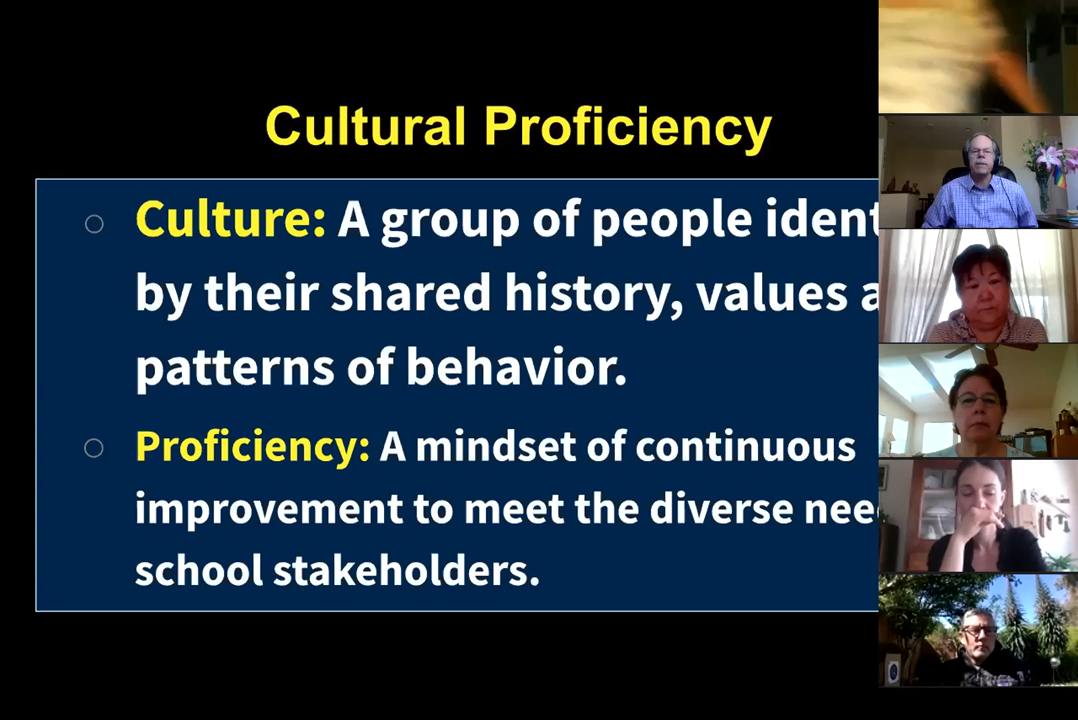 Cultural Proficiency
Culture: A group of people ident
by their shared history, values a
patterns of behavior.
Proficiency: A mindset of continuous
improvement to meet the diverse nee
school stakeholders.